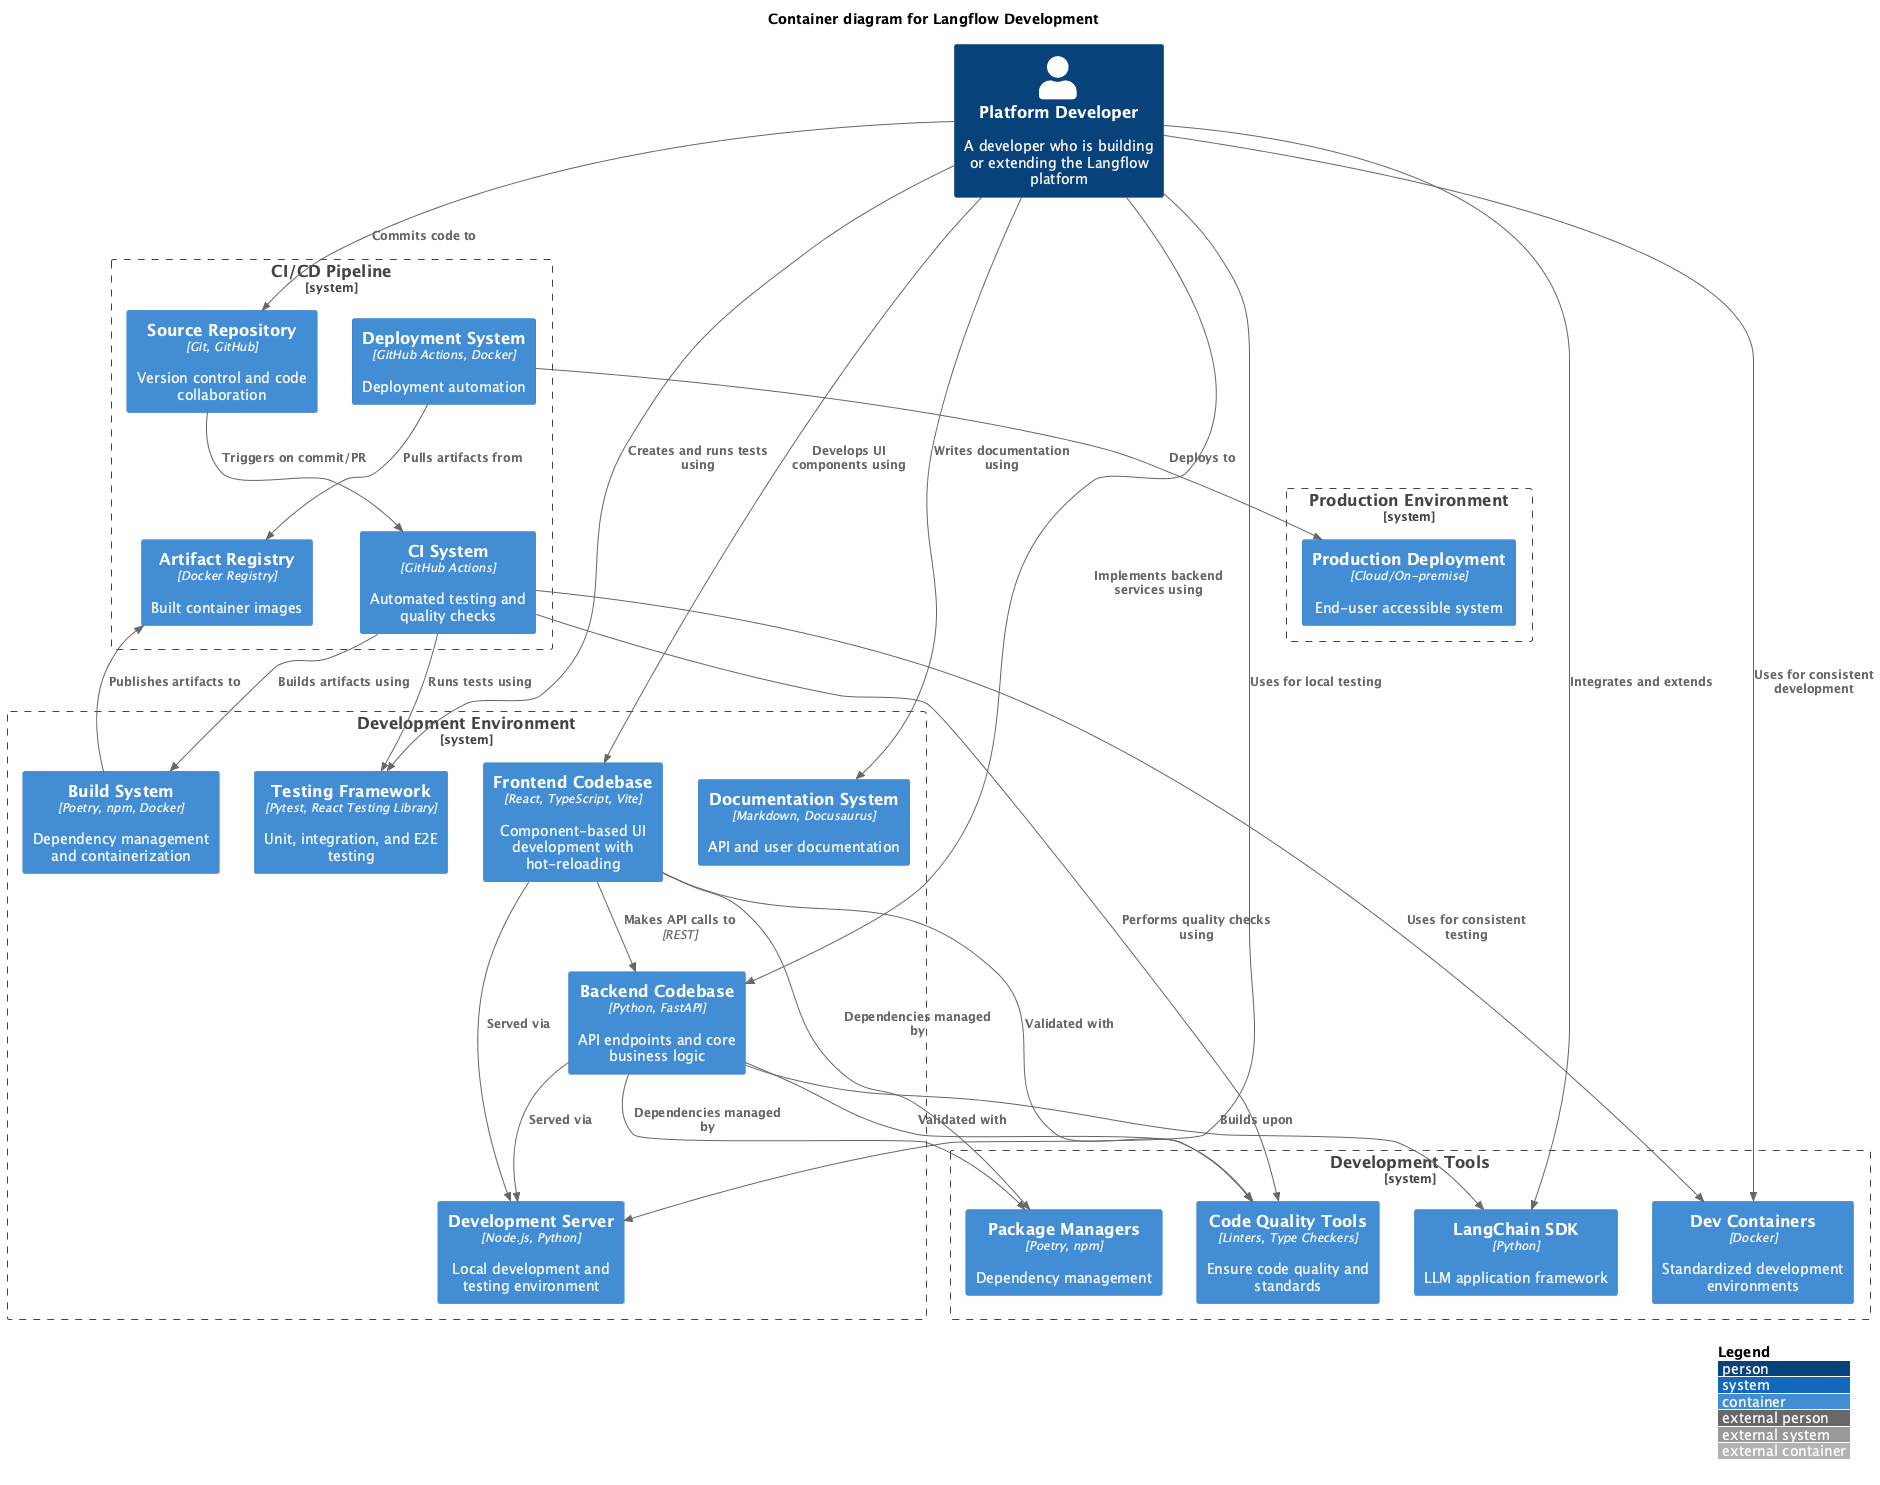 Container diagram for Langflow Development
Platform Developer
A developer who is building
or extending the Langflow
platform
Commits code to
CI/CD Pipeline
[system]
Source Repository
[Git, GitHub]
Version control and code
collaboration
Deployment System
[GitHub Actions, Docker]
Deployment automation
Triggers on commit/PR
Pulls artifacts from
Creates and runs tests
using
Develops UI
components using
Writes documentation
using
Deploys to
Production Environment
[system]
Production Deployment
[Cloud/On-premise]
End-user accessible system
Artifact Registry
[Docker Registry]
Built container images
CI System
[GitHub Actions]
Automated testing and
quality checks
Implements backend
services using
Publishes artifacts to
Builds artifacts using
Runs tests using
Uses for local testing
Integrates and extends
Uses for consistent
development
Development Environment
[system]
Build System
[Poetry, npm, Docker]
Dependency management
and containerization
Testing Framework
[Pytest, React Testing Library]
Unit, integration, and E2E
testing
Frontend Codebase
[React, TypeScript, Vite]
Component-based UI
development with
hot-reloading
Documentation System
[Markdown, Docusaurus]
API and user documentation
Makes API calls to
[REST]
Performs quality checks
using
Uses for consistent
testing
Backend Codebase
[Python, FastAPI]
API endpoints and core
business logic
Served via
Dependencies managed
by
Validated with
Served via
Dependencies managed
by
Validated with
Builds upon
Development Tools
[system]
Development Server
[Node.js, Python]
Local development and
testing environment
Package Managers
[Poetry, npm]
Dependency management
Code Quality Tools
[Linters, Type Checkers]
Ensure code quality and
standards
LangChain SDK
[Python]
LLM application framework
Dev Containers
[Docker]
Standardized development
environments
Legend
person
system
container
external person
external system
external container